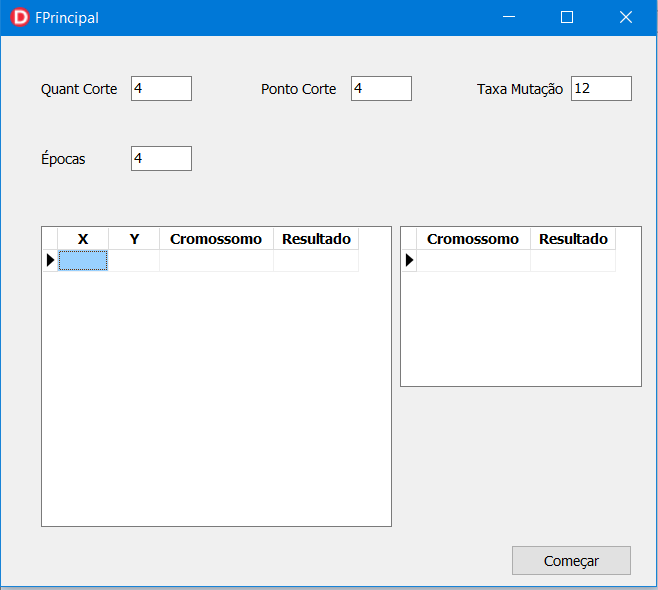 D FPrincipal
Quant Corte 4 Ponto Corte 4 Taxa Mutação 12
Épocas 4
X Y Cromossomo Resultado Cromossomo Resultado
Começar